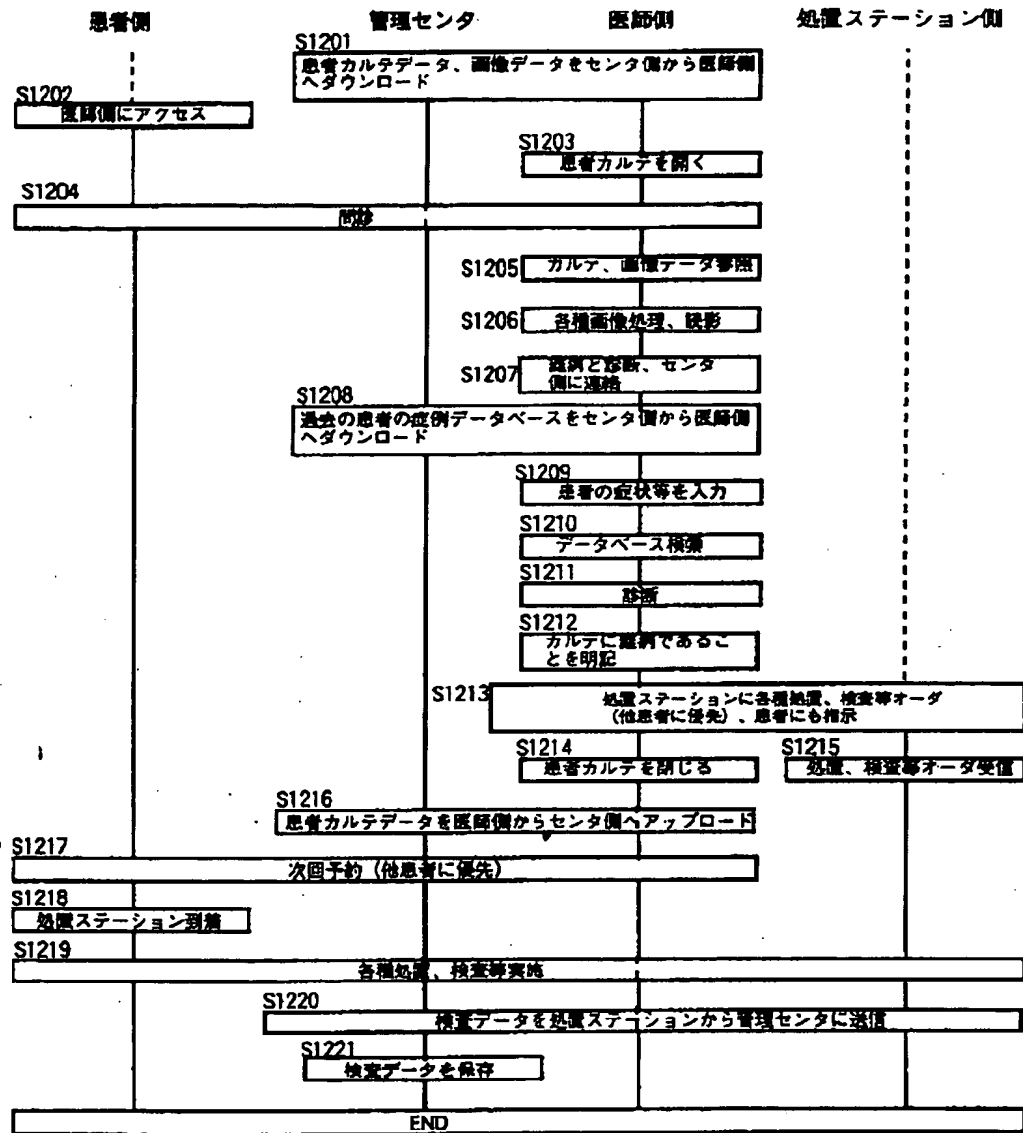 患者側 管理センタ 医師側 処置ステーション側
S1201
患者カルテデータ、画像データをセンタ側から医師側
へダウンロード
S1202
医師側にアクセス
S1203
患者カルテを開く
S1204
問診
S1205 カルテ、画像データ参照
S1206 各種画像処理、読影
S1207 難病と診断、センタ
側に連絡
S1208
過去の患者の症例データベースをセンタ側から医師側
へダウンロード
S1209
患者の症状等を入力
S1210
データベース検索
S1211
診断
S1212
カルテに難病であるこ
とを明記
S1213 処置ステーションに各種処置、検査等オーダ
(他患者に優先)、患者にも指示
S1214 S1215
患者カルテを閉じる 処置、検査等オーダ受信
S1216
患者カルテデータを医師側からセンタ側へアップロード
S1217
次回予約 (他患者に優先)
S1218
処置ステーション到着
S1219
各種処置、検査等実施
S1220
検査データを処置ステーションから管理センタに送信
S1221
検査データを保存
END